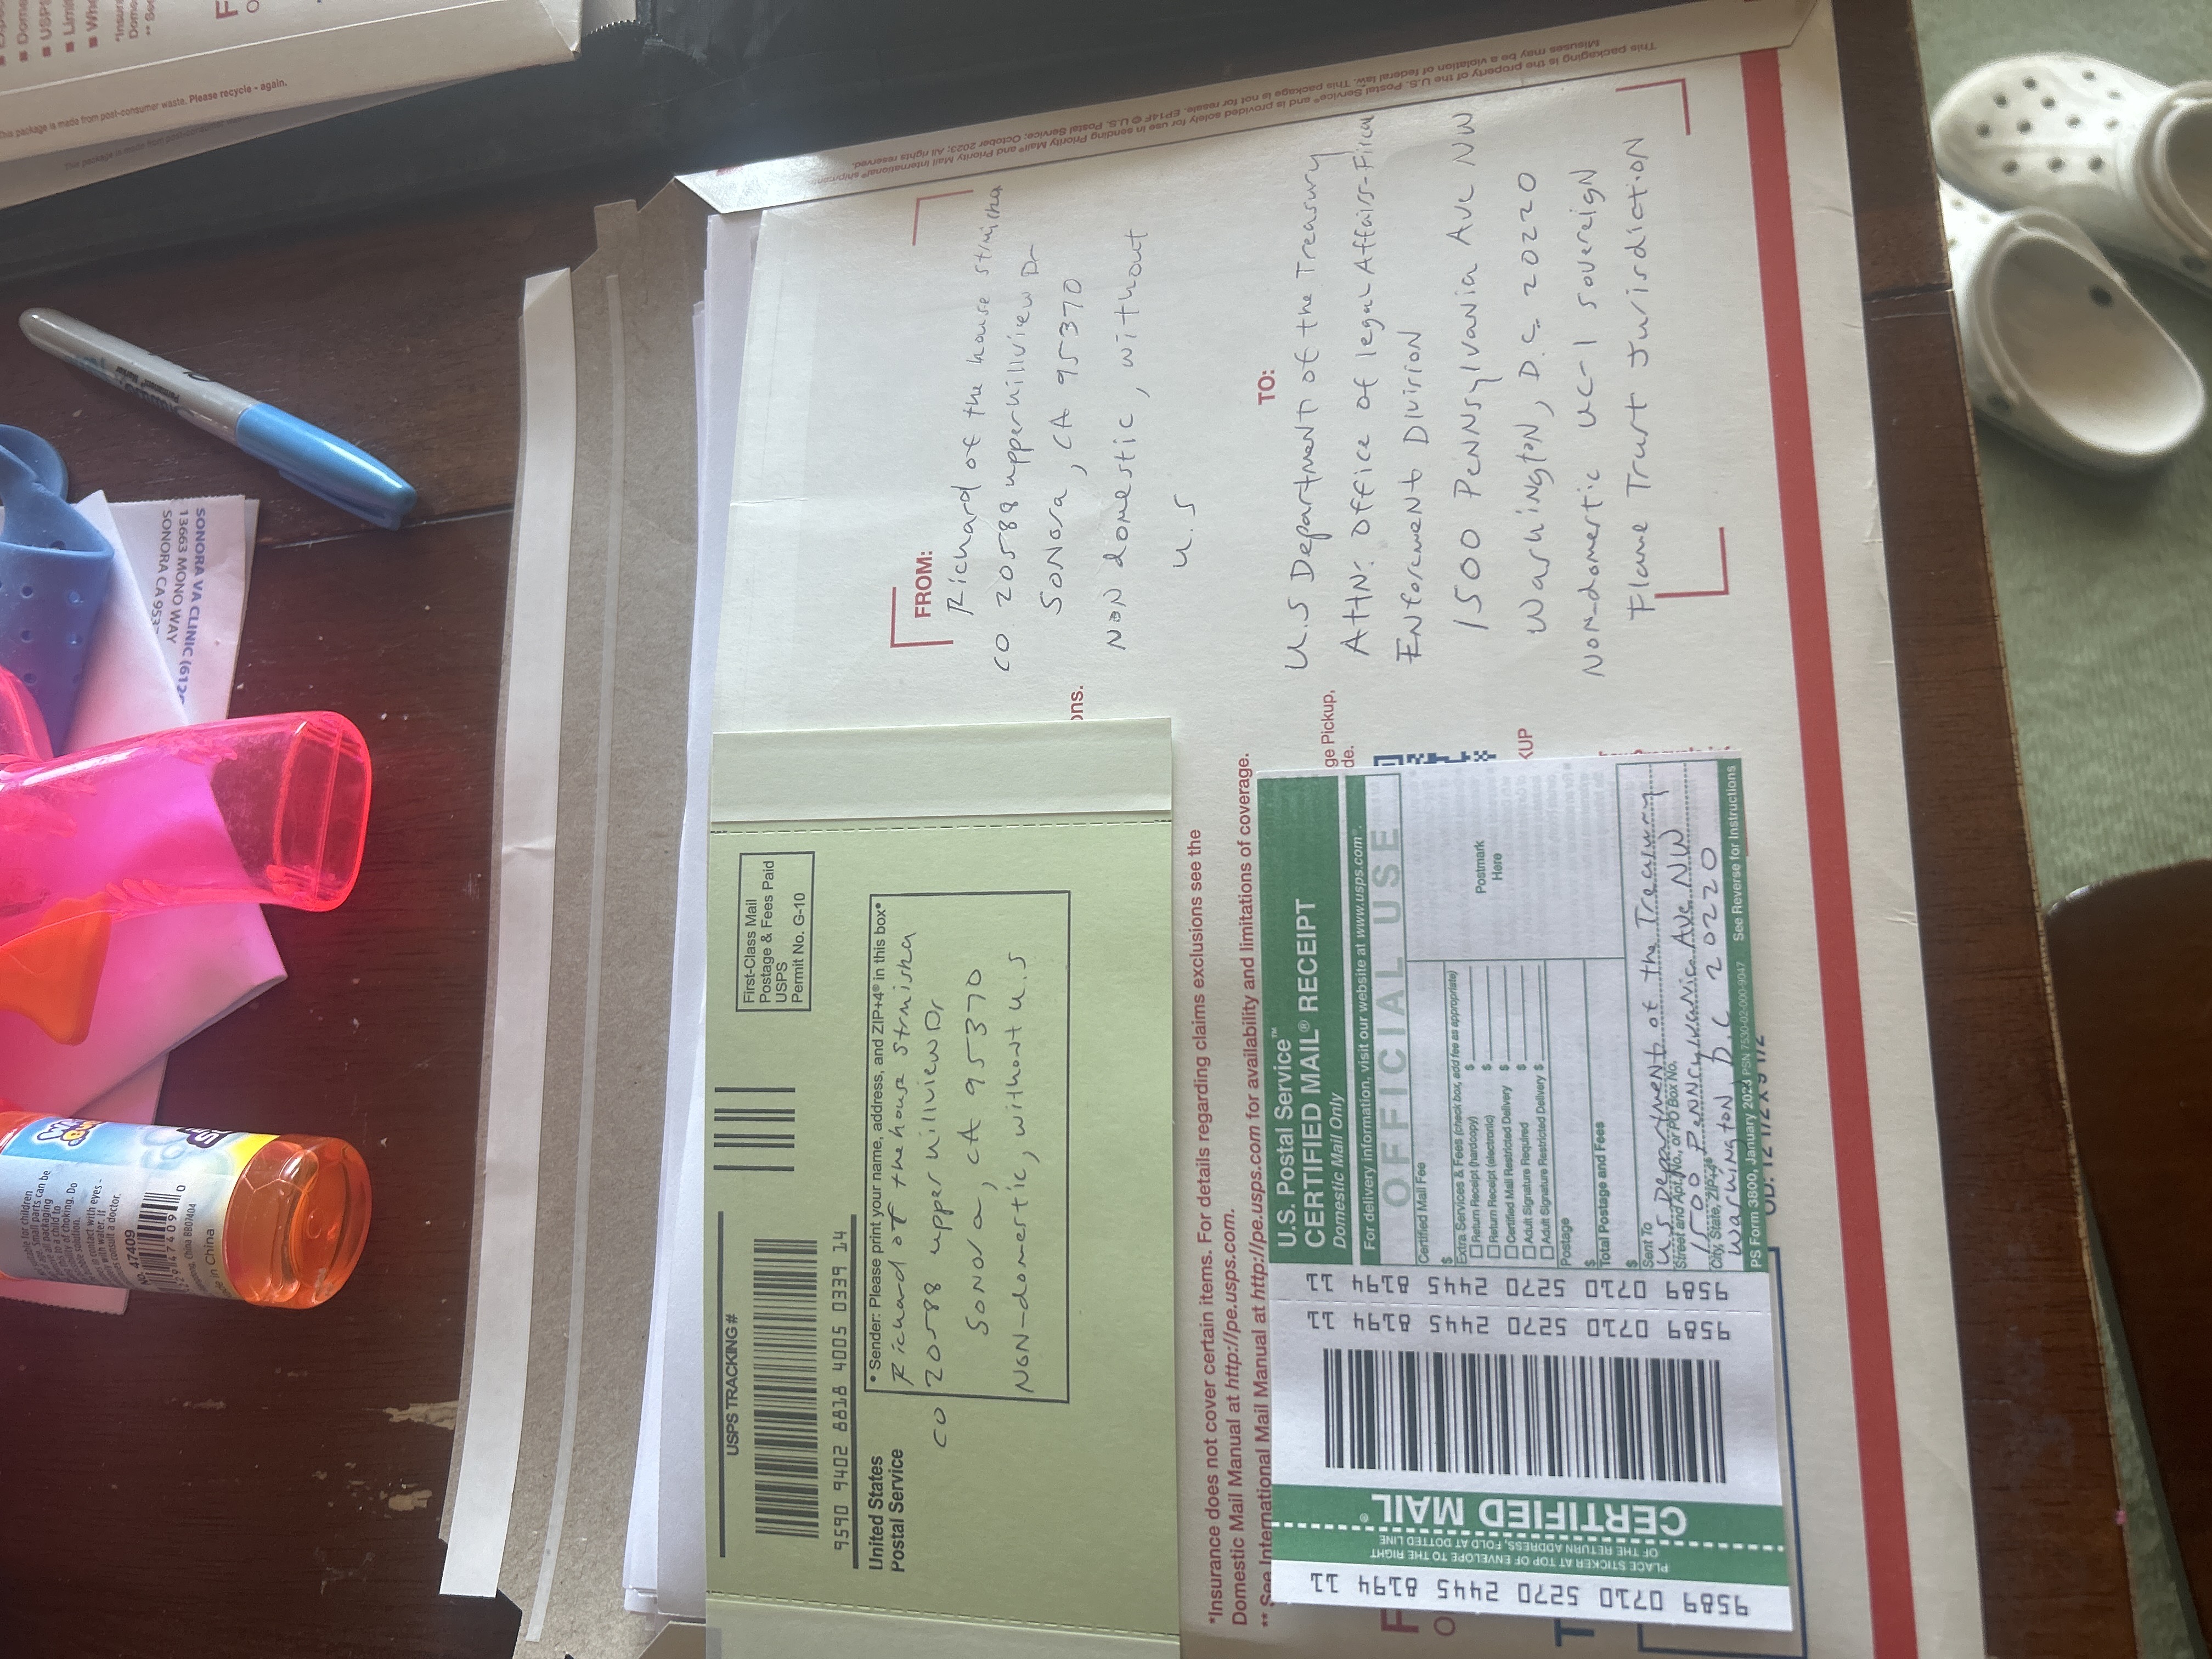 suitable for children
age. Small parts can be
all packaging
this to a child to
possibility of choking. Do
bubble solution.
in contact with eyes -
with water. If
consult a doctor.
No. 47409
47409 0
China BB07404
in China
SONORA VA CLINIC
13663 MONO WAY
SONORA CA
USPS
Limit
USPS TRACKING #
9590 9402 8818 4005 0339 14
First-Class Mail
Postage & Fees Paid
USPS
Permit No. G-10
United States
Postal Service
• Sender: Please print your name, address, and ZIP+4® in this box•
Richard of the house Strmiska
CO 20588 upper hillview Dr
Sonora, CA 95370
NON-domestic, without U.S
FROM:
Richard of the house Strmiska
CO 20588 upper hillview Dr
Sonora, CA 95370
NON domestic, without
U.S
ons.
*Insurance does not cover certain items. For details regarding claims exclusions see the
Domestic Mail Manual at http://pe.usps.com.
** See International Mail Manual at http://pe.usps.com for availability and limitations of coverage.
TO:
U.S Department of the Treasury
Attn: Office of legal Affairs-Fiscal
Enforcement Division
1500 Pennsylvania Ave NW
Washington, D.C. 20220
Non-domestic UC-1 sovereign
Flame Trust Jurisdiction
ge Pickup,
de.
KUP
9589 0710 5270 2445 8194 11
PLACE STICKER AT TOP OF ENVELOPE TO THE RIGHT
OF THE RETURN ADDRESS, FOLD AT DOTTED LINE
CERTIFIED MAIL®
9589 0710 5270 2445 8194 11
9589 0710 5270 2445 8194 11
U.S. Postal Service™
CERTIFIED MAIL® RECEIPT
Domestic Mail Only
For delivery information, visit our website at www.usps.com®.
OFFICIAL USE
Certified Mail Fee
$
Extra Services & Fees (check box, add fee as appropriate)
Return Receipt (hardcopy) $
Return Receipt (electronic) $
Certified Mail Restricted Delivery $
Adult Signature Required $
Adult Signature Restricted Delivery $
Postmark
Here
Postage
$
Total Postage and Fees
$
Sent To
U S Department of the Treasury
Street and Apt. No., or PO Box No.
1500 Pennsylvania Ave NW
City, State, ZIP+4®
Washington, D.C 20220
PS Form 3800, January 2023 PSN 7530-02-000-9047 See Reverse for Instructions
OD: 12 1/2 x 9 1/2
This packaging is the property of the U.S. Postal Service® and is provided solely for use in sending Priority Mail® and Priority Mail International® shipments.
Misuses may be a violation of federal law. This package is not for resale. EP14F © U.S. Postal Service; October 2023; All rights reserved.